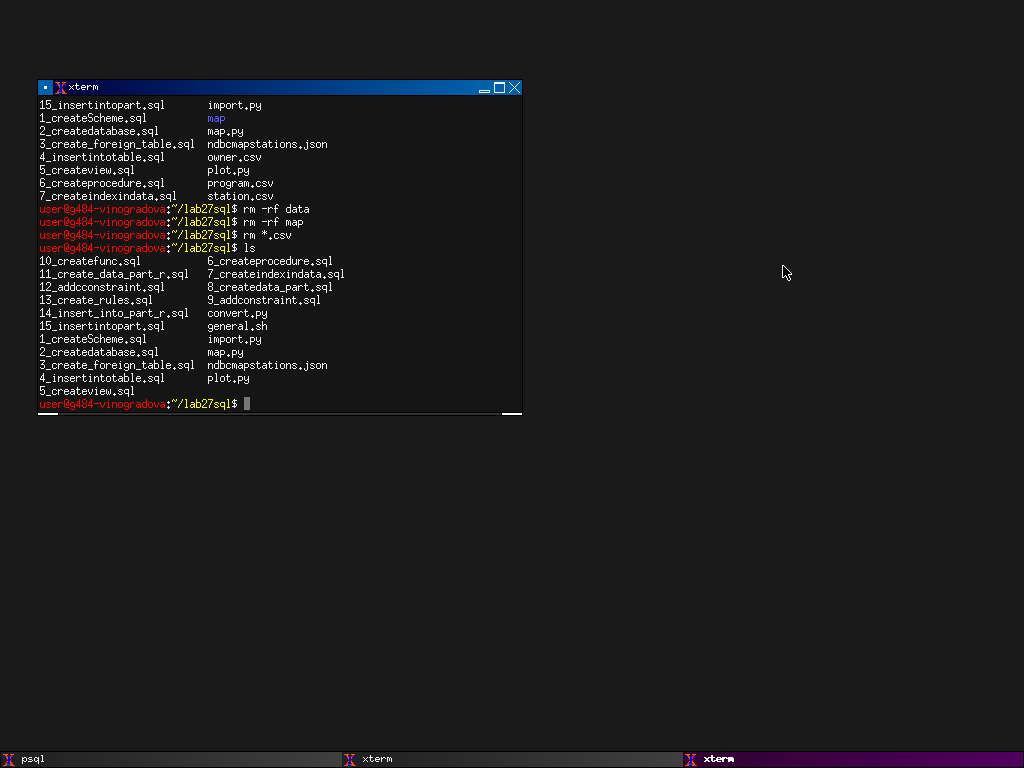 xterm
15_insertintopart.sql import.py
1_createScheme.sql map
2_createdatabase.sql map.py
3_create_foreign_table.sql ndbcmapstations.json
4_insertintotable.sql owner.csv
5_createview.sql plot.py
6_createprocedure.sql program.csv
7_createindexindata.sql station.csv
user@g484-vinogradova:~/lab27sql$ rm -rf data
user@g484-vinogradova:~/lab27sql$ rm -rf map
user@g484-vinogradova:~/lab27sql$ rm *.csv
user@g484-vinogradova:~/lab27sql$ ls
10_createfunc.sql 6_createprocedure.sql
11_create_data_part_r.sql 7_createindexindata.sql
12_addcconstraint.sql 8_createdata_part.sql
13_create_rules.sql 9_addconstraint.sql
14_insert_into_part_r.sql convert.py
15_insertintopart.sql general.sh
1_createScheme.sql import.py
2_createdatabase.sql map.py
3_create_foreign_table.sql ndbcmapstations.json
4_insertintotable.sql plot.py
5_createview.sql
user@g484-vinogradova:~/lab27sql$
psql xterm xterm